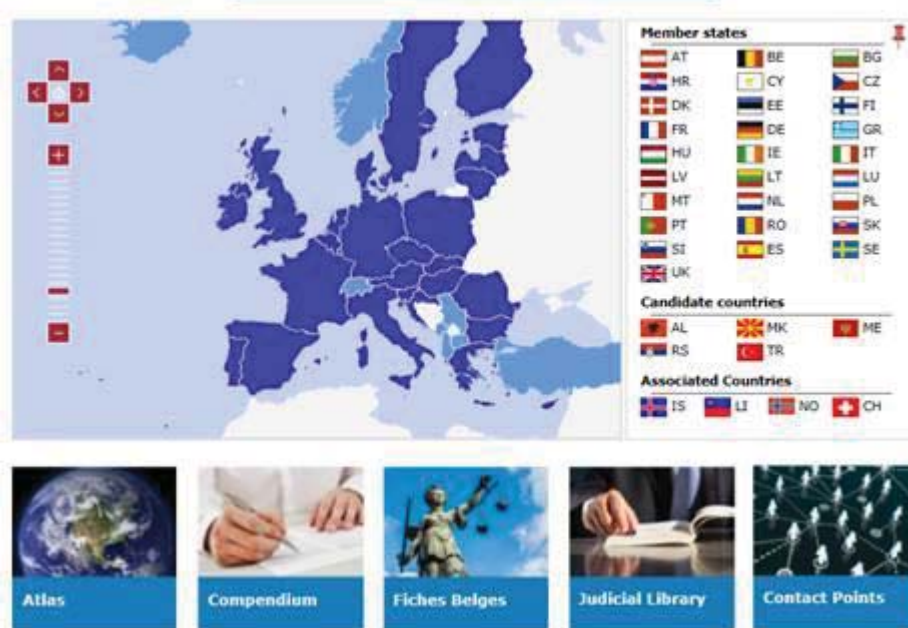 Member states
AT BE BG
HR CY CZ
DK EE FI
FR DE GR
HU IE IT
LV LT LU
MT NL PL
PT RO SK
SI ES SE
UK
Candidate countries
AL MK ME
RS TR
Associated Countries
IS LI NO CH
Atlas Compendium Fiches Belges Judicial Library Contact Points